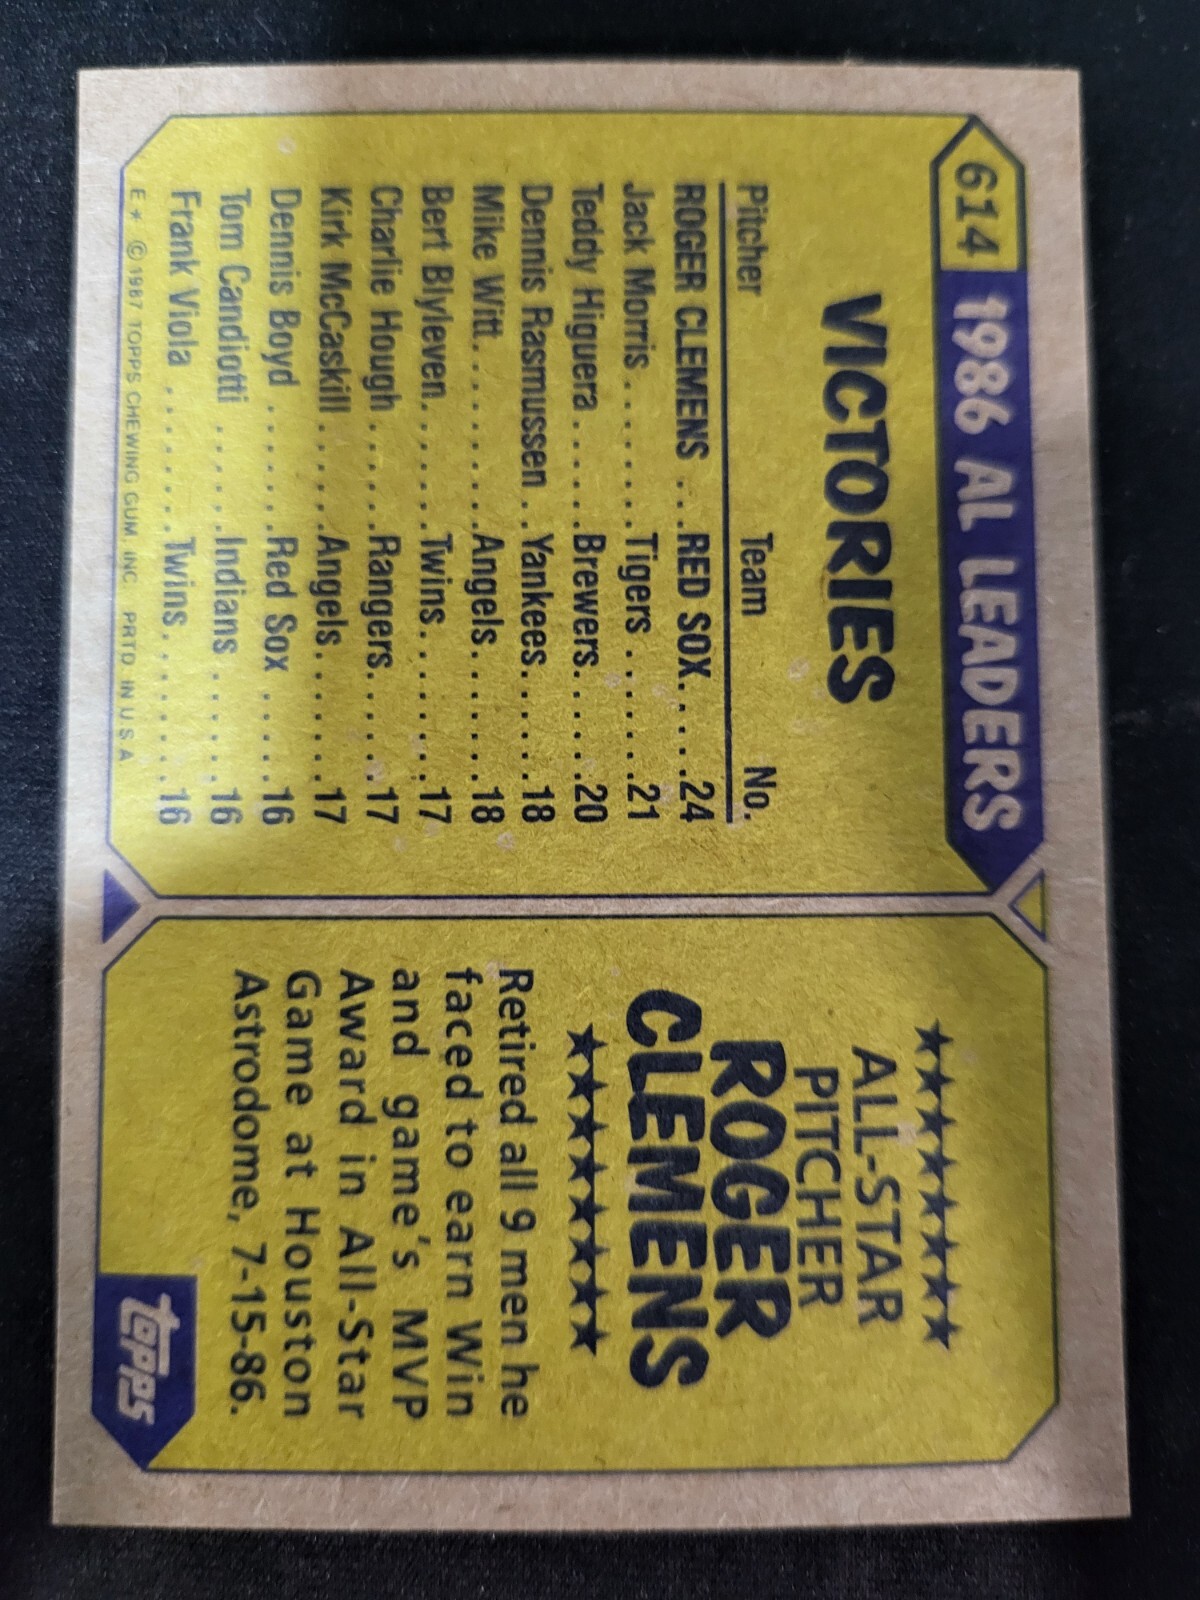 614 1986 AL LEADERS
VICTORIES
Pitcher Team No.
ROGER CLEMENS . . .RED SOX. . . . .24
Jack Morris . . . . . . . .Tigers . . . . . . .21
Teddy Higuera . . . . . .Brewers. . . . . .20
Dennis Rasmussen . .Yankees. . . . . .18
Mike Witt. . . . . . . . . .Angels. . . . . . .18
Bert Blyleven. . . . . . .Twins. . . . . . . .17
Charlie Hough . . . . . .Rangers. . . . . .17
Kirk McCaskill . . . . . .Angels. . . . . . .17
Dennis Boyd . . . . . . .Red Sox . . . . .16
Tom Candiotti . . . . . .Indians . . . . . .16
Frank Viola . . . . . . . .Twins. . . . . . . .16
E* © 1987 TOPPS CHEWING GUM, INC. PRTD. IN U.S.A.
★★★★★★★
ALL-STAR
PITCHER
ROGER
CLEMENS
★★★★★★★
Retired all 9 men he
faced to earn Win
and game's MVP
Award in All-Star
Game at Houston
Astrodome, 7-15-86.
topps